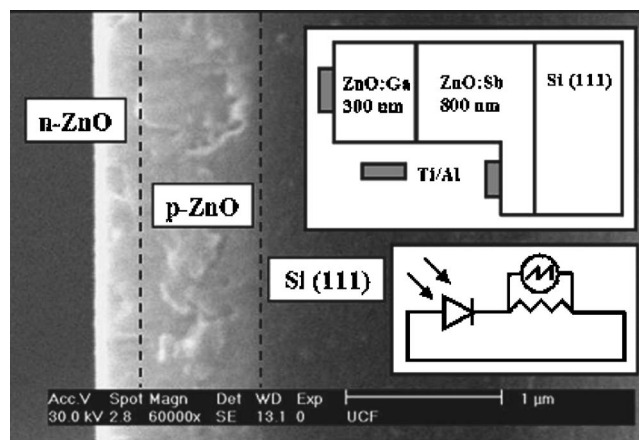 n-ZnO
p-ZnO
Si (111)
ZnO:Ga
300 nm
ZnO:Sb
800 nm
Si (111)
Ti/Al
Acc.V Spot Magn Det WD Exp
30.0 kV 2.8 60000x SE 13.1 0 UCF
1 µm